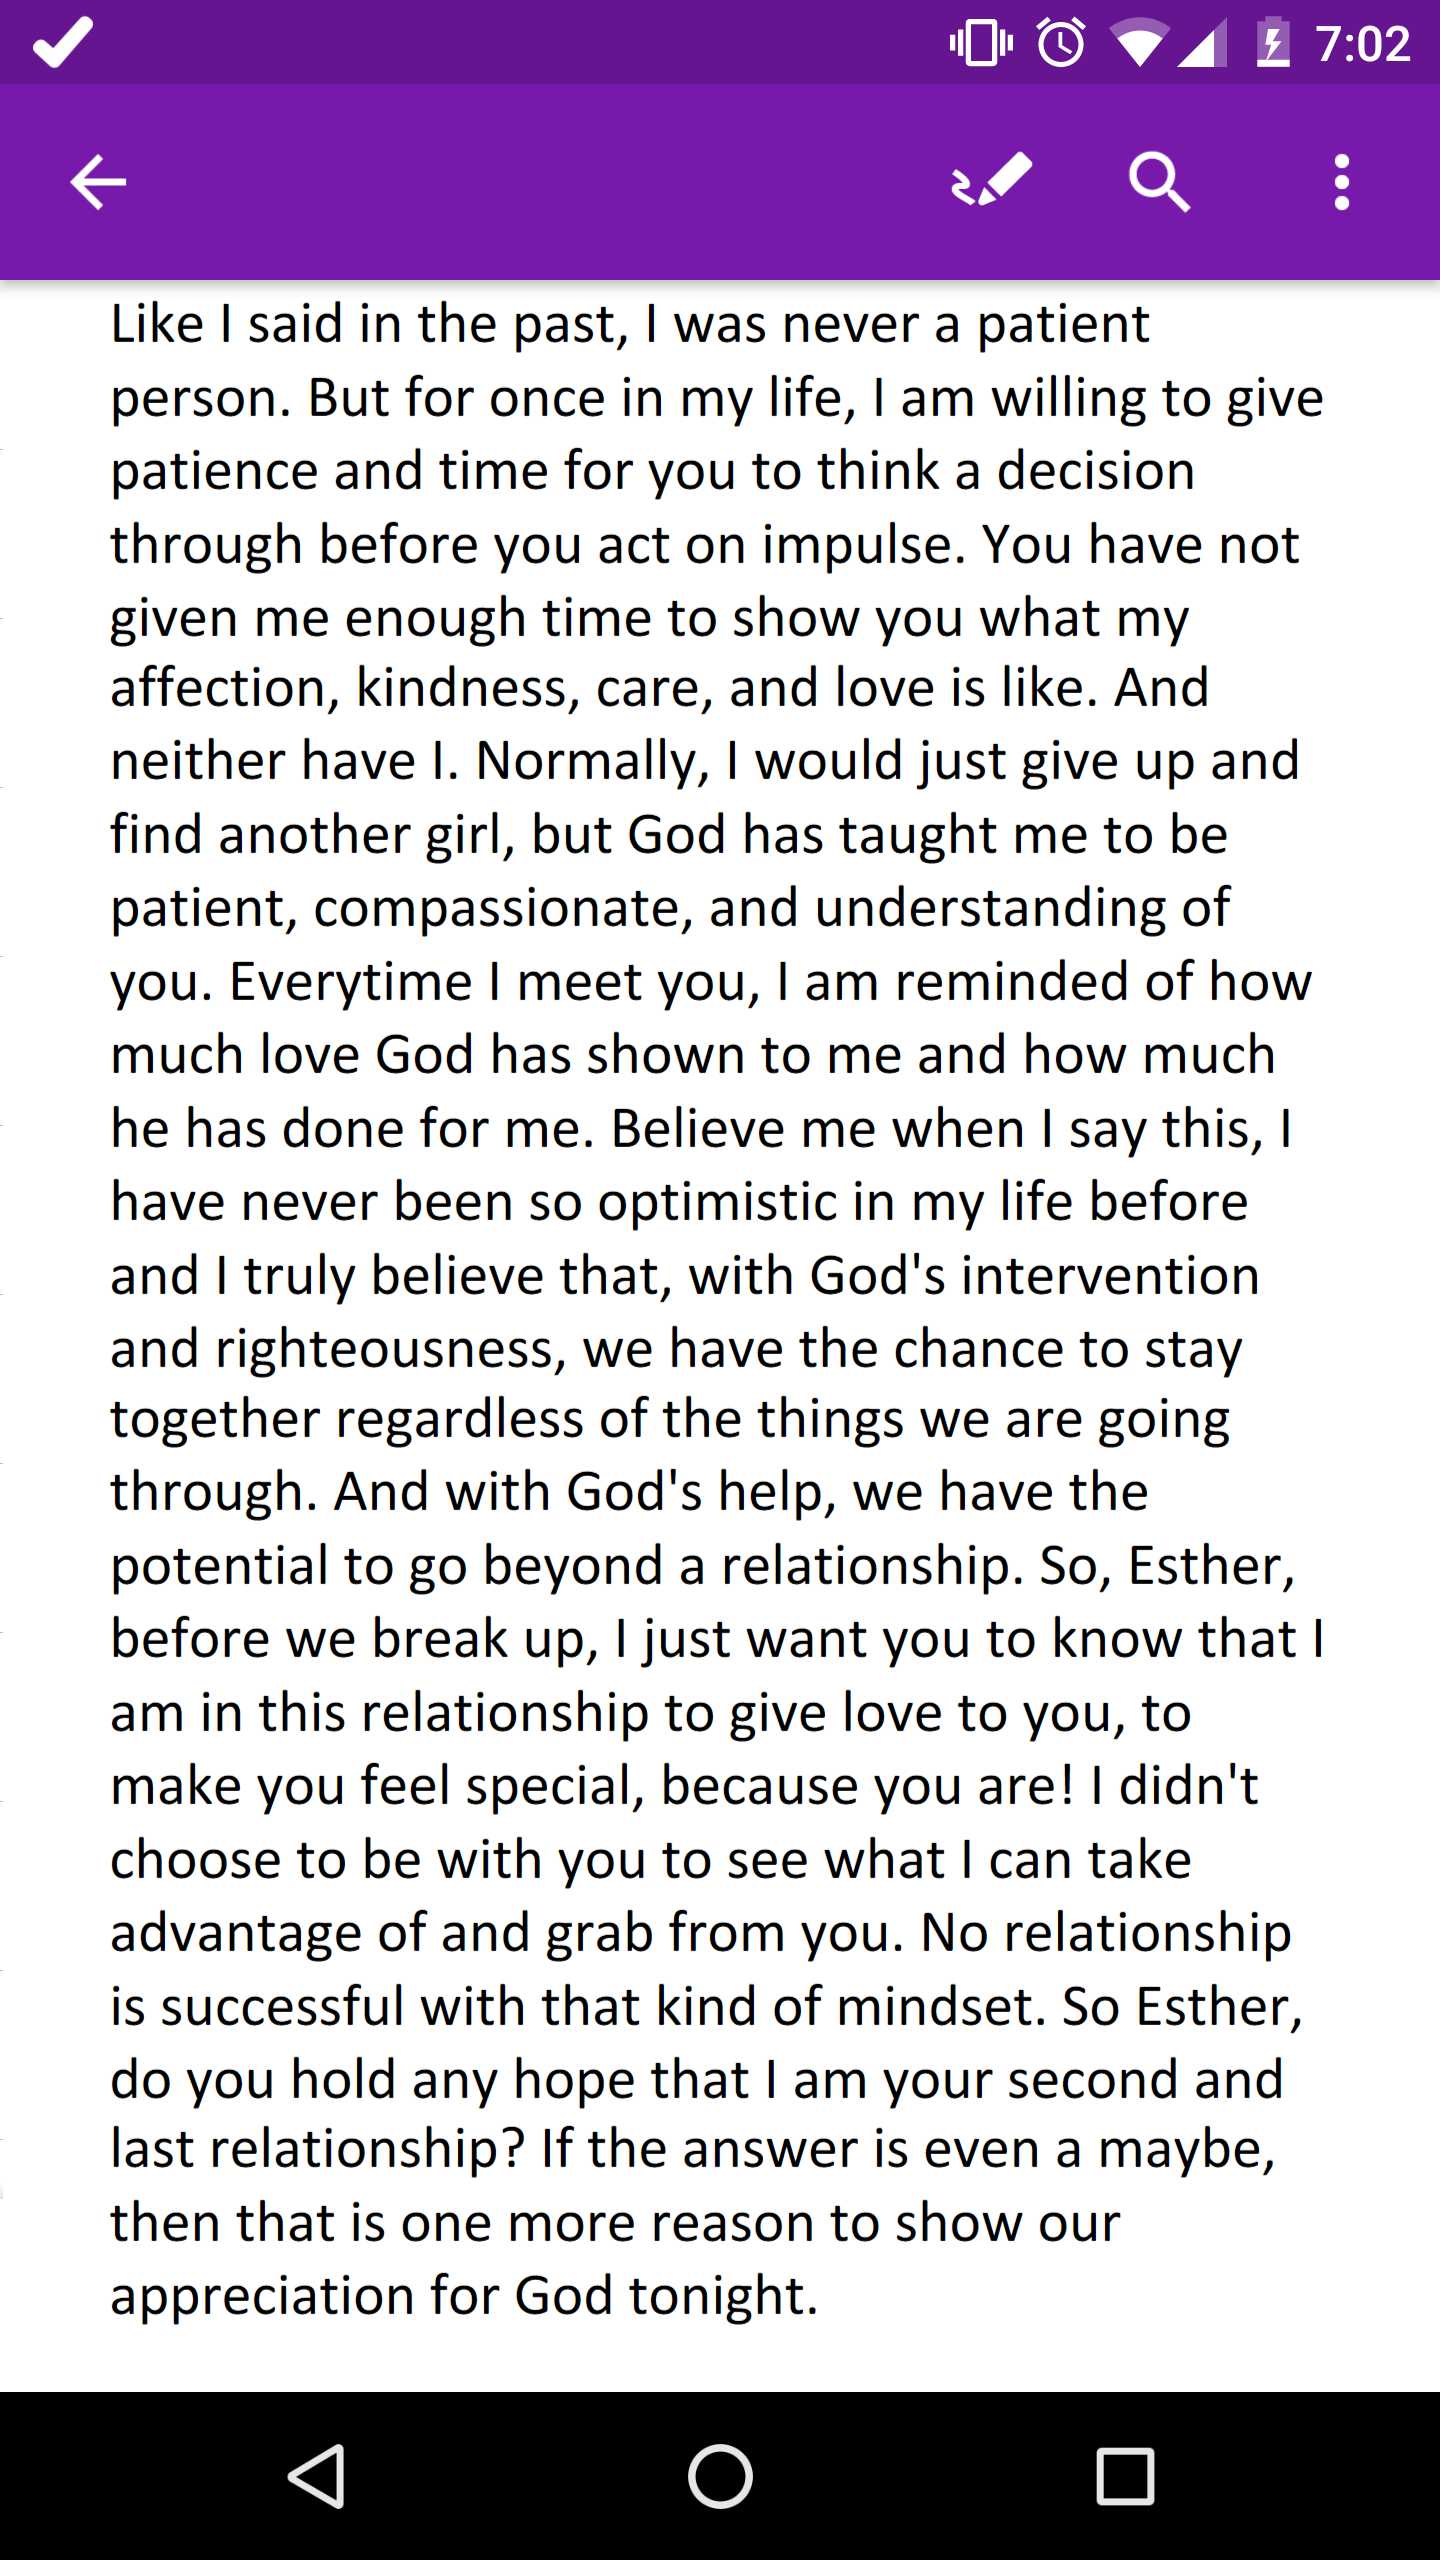 7:02
Like I said in the past, I was never a patient
person. But for once in my life, I am willing to give
patience and time for you to think a decision
through before you act on impulse. You have not
given me enough time to show you what my
affection, kindness, care, and love is like. And
neither have I. Normally, I would just give up and
find another girl, but God has taught me to be
patient, compassionate, and understanding of
you. Everytime I meet you, I am reminded of how
much love God has shown to me and how much
he has done for me. Believe me when I say this, I
have never been so optimistic in my life before
and I truly believe that, with God's intervention
and righteousness, we have the chance to stay
together regardless of the things we are going
through. And with God's help, we have the
potential to go beyond a relationship. So, Esther,
before we break up, I just want you to know that I
am in this relationship to give love to you, to
make you feel special, because you are! I didn't
choose to be with you to see what I can take
advantage of and grab from you. No relationship
is successful with that kind of mindset. So Esther,
do you hold any hope that I am your second and
last relationship? If the answer is even a maybe,
then that is one more reason to show our
appreciation for God tonight.